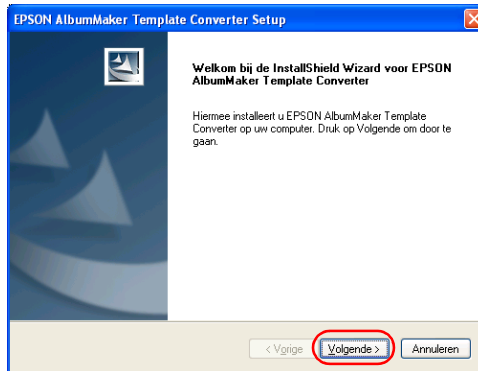 EPSON AlbumMaker Template Converter Setup
Welkom bij de InstallShield Wizard voor EPSON
AlbumMaker Template Converter
Hiermee installeert u EPSON AlbumMaker Template
Converter op uw computer. Druk op Volgende om door te
gaan.
< Vorige
Volgende >
Annuleren